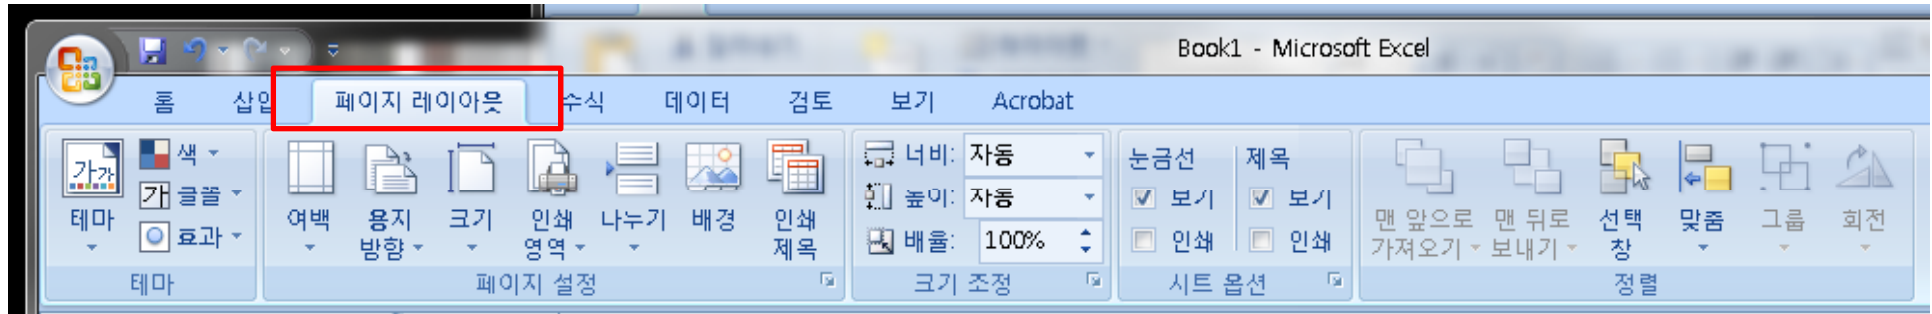 Book1 - Microsoft Excel
홈 삽입 페이지 레이아웃 수식 데이터 검토 보기 Acrobat
가가
테마
색
가 글꼴
효과
테마
여백
용지
방향
크기
인쇄
영역
나누기
배경
인쇄
제목
페이지 설정
너비: 자동
높이: 자동
배율: 100%
크기 조정
눈금선
보기
인쇄
제목
보기
인쇄
시트 옵션
맨 앞으로
가져오기
맨 뒤로
보내기
선택
창
맞춤
그룹
회전
정렬